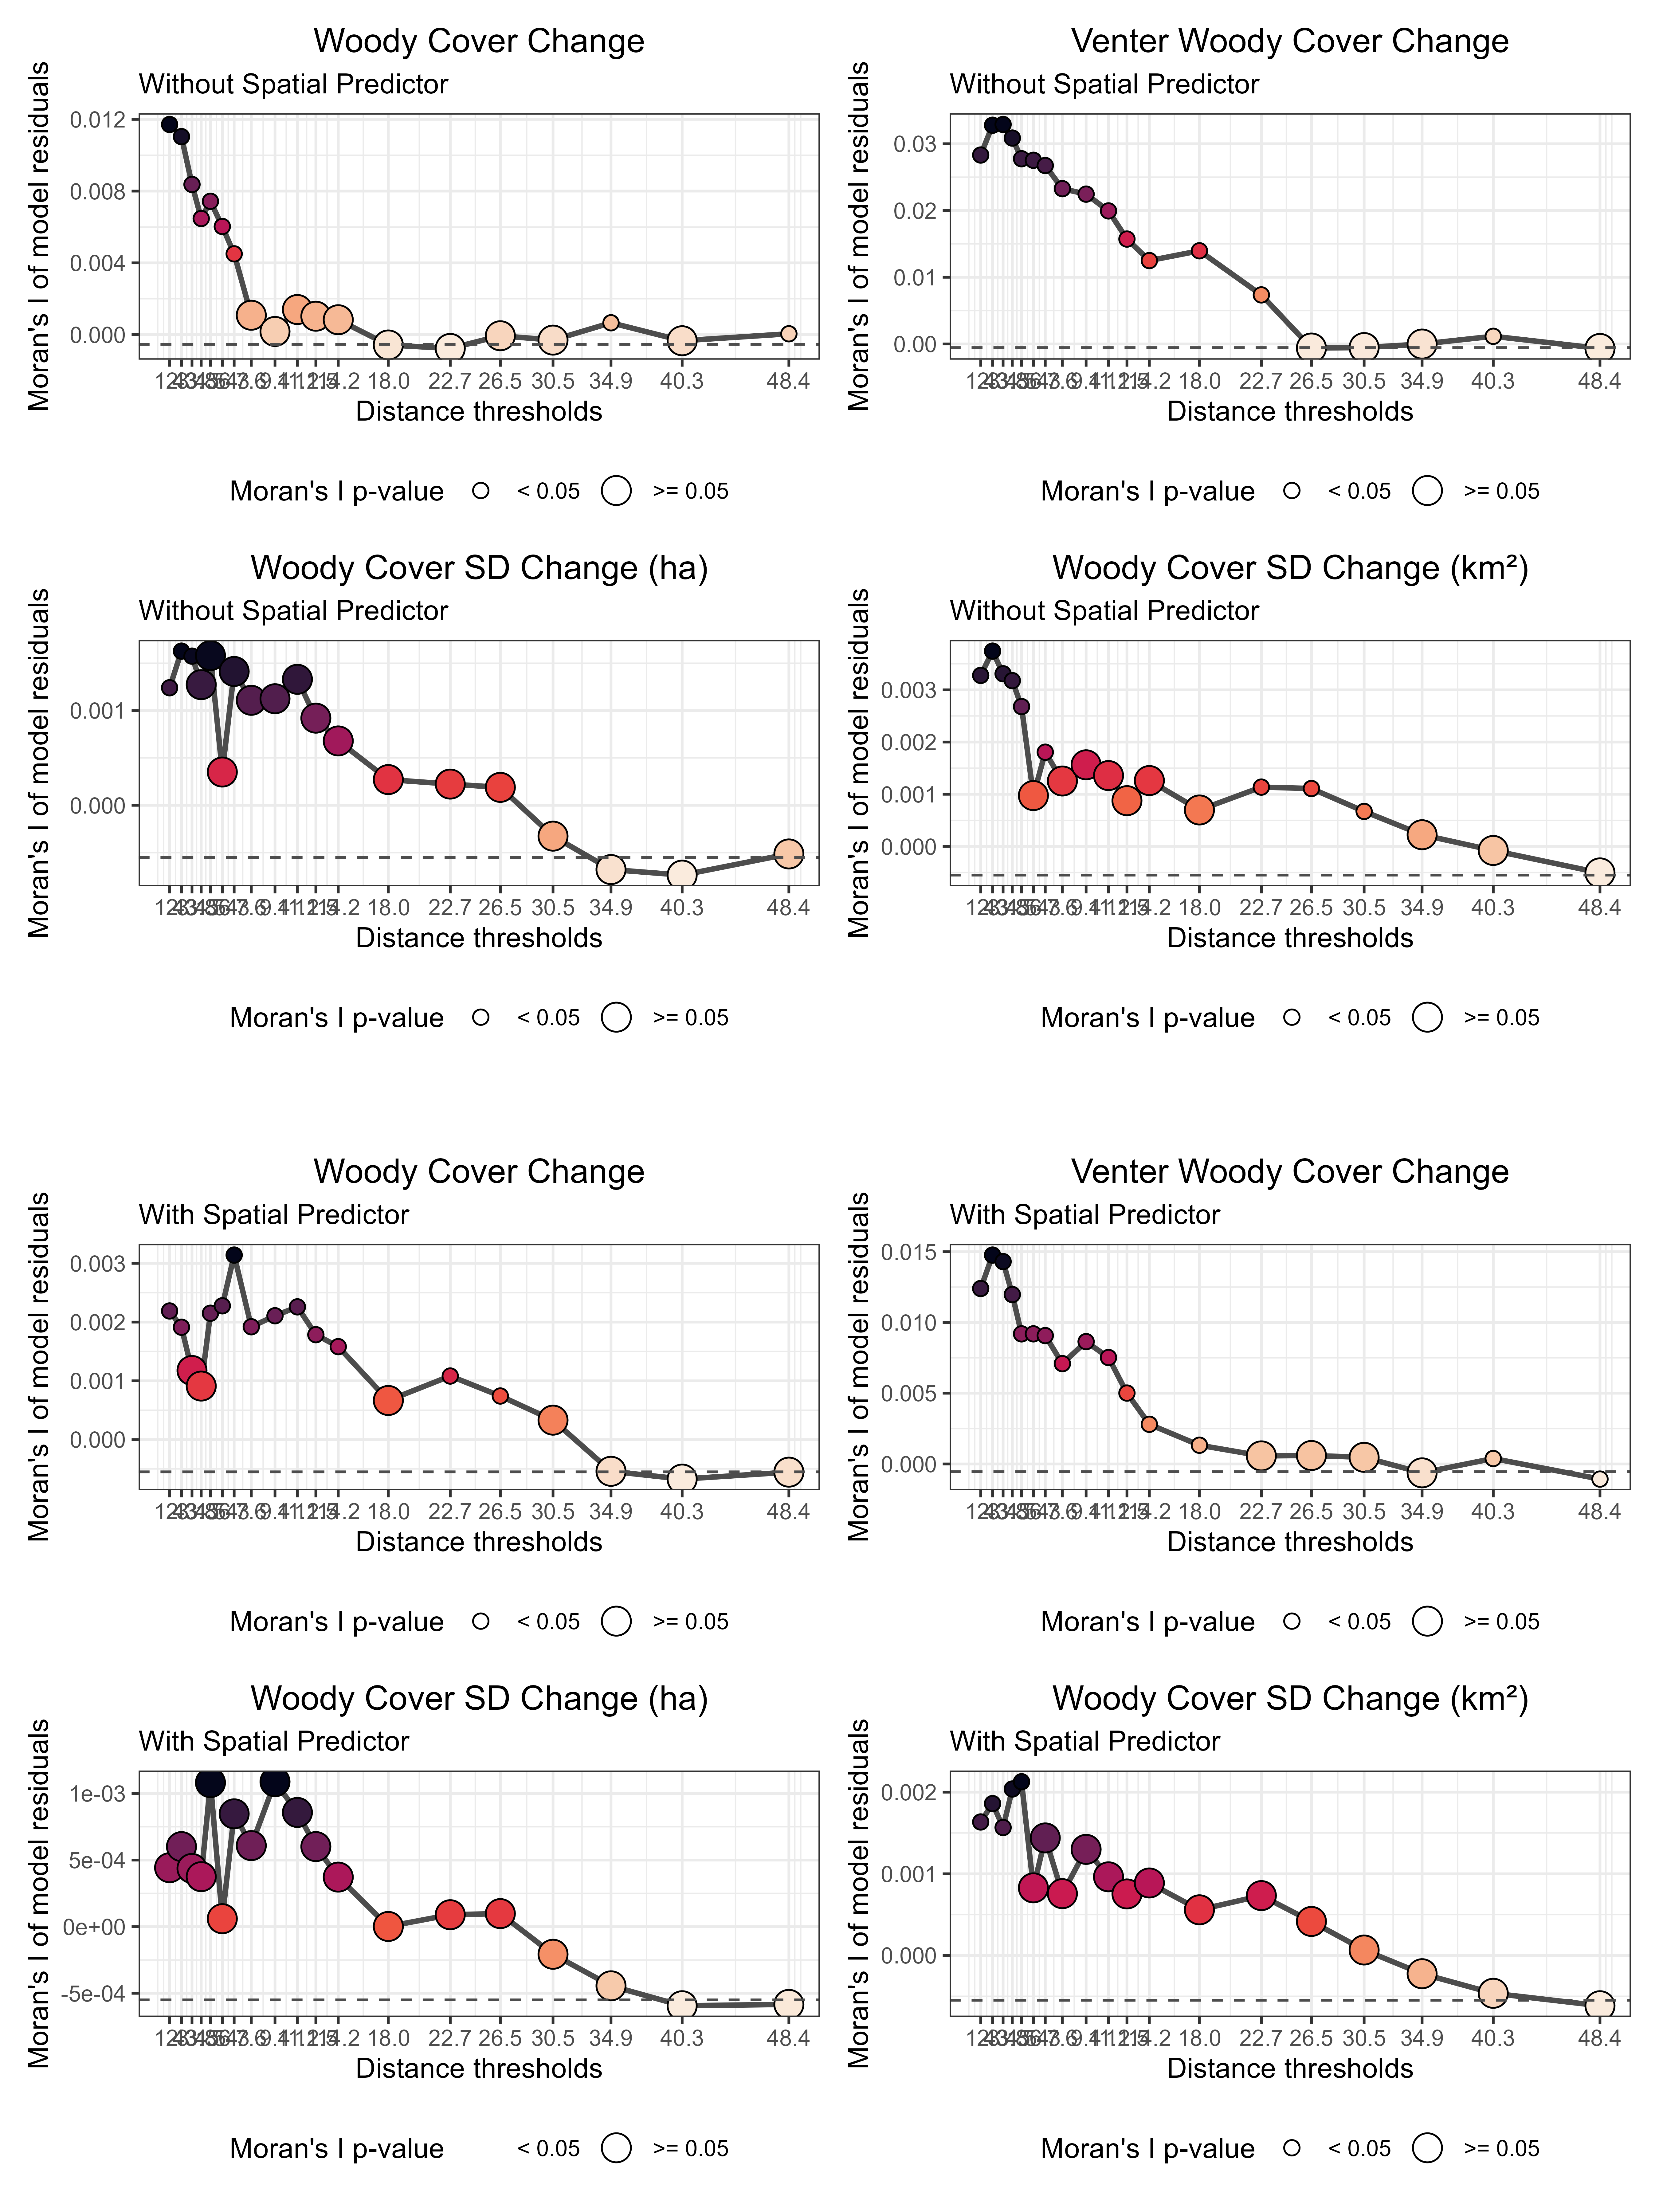 Woody Cover Change
Without Spatial Predictor
Moran's I of model residuals
0.012
0.008
0.004
0.000
18.0 22.7 26.5 30.5 34.9 40.3 48.4
Distance thresholds
Moran's I p-value < 0.05 >= 0.05
Venter Woody Cover Change
Without Spatial Predictor
Moran's I of model residuals
0.03
0.02
0.01
0.00
18.0 22.7 26.5 30.5 34.9 40.3 48.4
Distance thresholds
Moran's I p-value < 0.05 >= 0.05
Woody Cover SD Change (ha)
Without Spatial Predictor
Moran's I of model residuals
0.001
0.000
18.0 22.7 26.5 30.5 34.9 40.3 48.4
Distance thresholds
Moran's I p-value < 0.05 >= 0.05
Woody Cover SD Change (km²)
Without Spatial Predictor
Moran's I of model residuals
0.003
0.002
0.001
0.000
18.0 22.7 26.5 30.5 34.9 40.3 48.4
Distance thresholds
Moran's I p-value < 0.05 >= 0.05
Woody Cover Change
With Spatial Predictor
Moran's I of model residuals
0.003
0.002
0.001
0.000
18.0 22.7 26.5 30.5 34.9 40.3 48.4
Distance thresholds
Moran's I p-value < 0.05 >= 0.05
Venter Woody Cover Change
With Spatial Predictor
Moran's I of model residuals
0.015
0.010
0.005
0.000
18.0 22.7 26.5 30.5 34.9 40.3 48.4
Distance thresholds
Moran's I p-value < 0.05 >= 0.05
Woody Cover SD Change (ha)
With Spatial Predictor
Moran's I of model residuals
1e-03
5e-04
0e+00
-5e-04
18.0 22.7 26.5 30.5 34.9 40.3 48.4
Distance thresholds
Moran's I p-value < 0.05 >= 0.05
Woody Cover SD Change (km²)
With Spatial Predictor
Moran's I of model residuals
0.002
0.001
0.000
18.0 22.7 26.5 30.5 34.9 40.3 48.4
Distance thresholds
Moran's I p-value < 0.05 >= 0.05